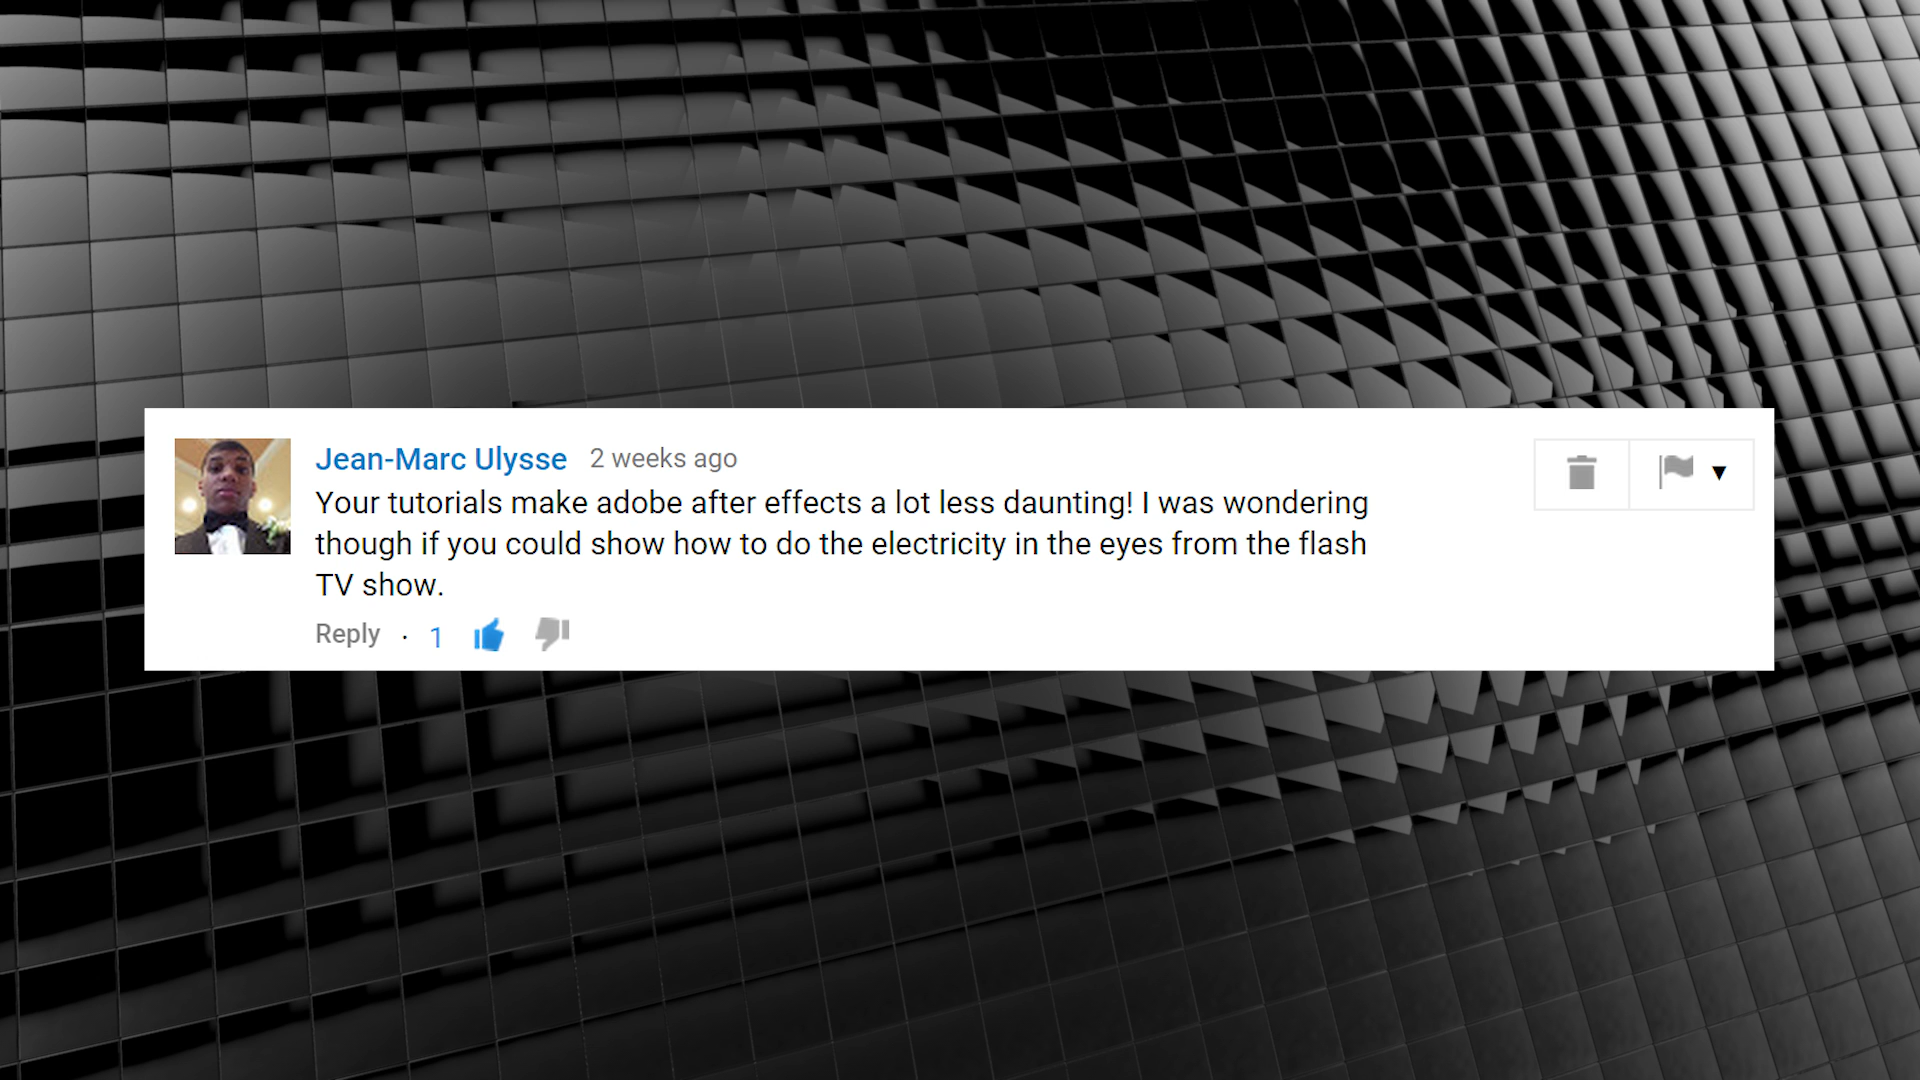 Jean-Marc Ulysse 2 weeks ago
Your tutorials make adobe after effects a lot less daunting! I was wondering
though if you could show how to do the electricity in the eyes from the flash
TV show.
Reply · 1